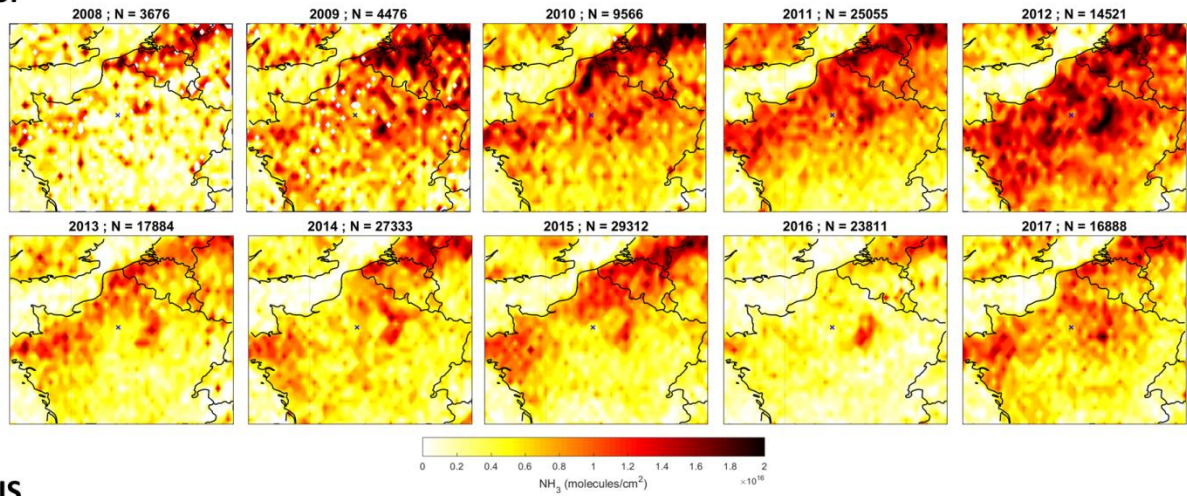 2008 ; N = 3676
2009 ; N = 4476
2010 ; N = 9566
2011 ; N = 25055
2012 ; N = 14521
2013 ; N = 17884
2014 ; N = 27333
2015 ; N = 29312
2016 ; N = 23811
2017 ; N = 16888
0 0.2 0.4 0.6 0.8 1 1.2 1.4 1.6 1.8 2
NH₃ (molecules/cm²)
×10¹⁶